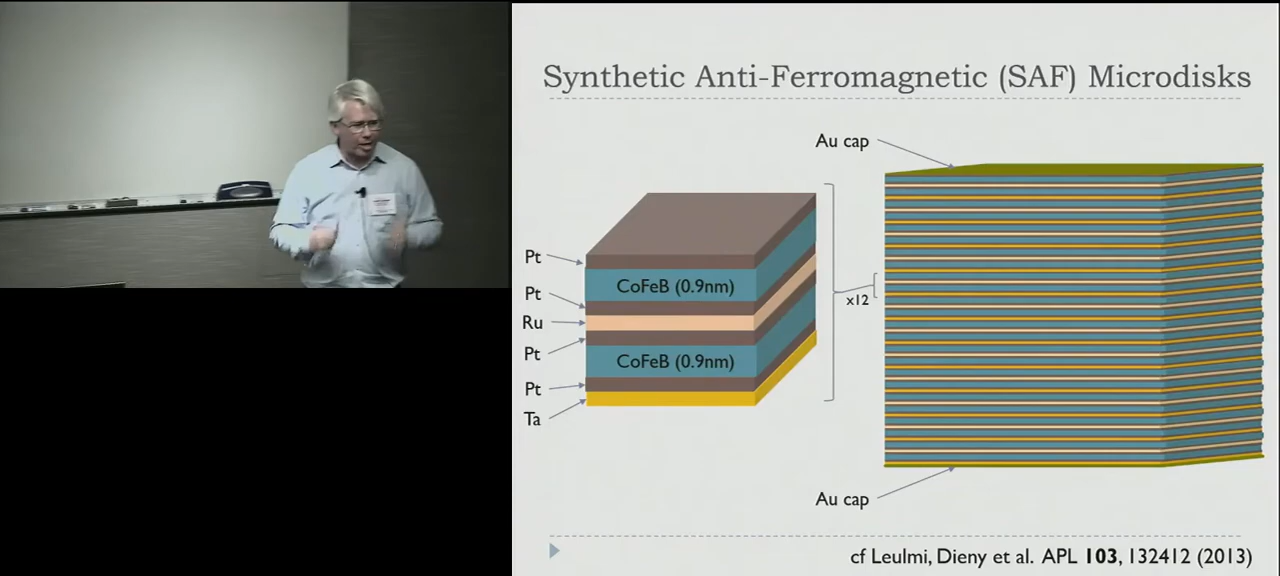 Synthetic Anti-Ferromagnetic (SAF) Microdisks
Au cap
Pt
CoFeB (0.9nm)
Pt
Ru
Pt
CoFeB (0.9nm)
Pt
Ta
x12
Au cap
cf Leulmi, Dieny et al. APL 103, 132412 (2013)